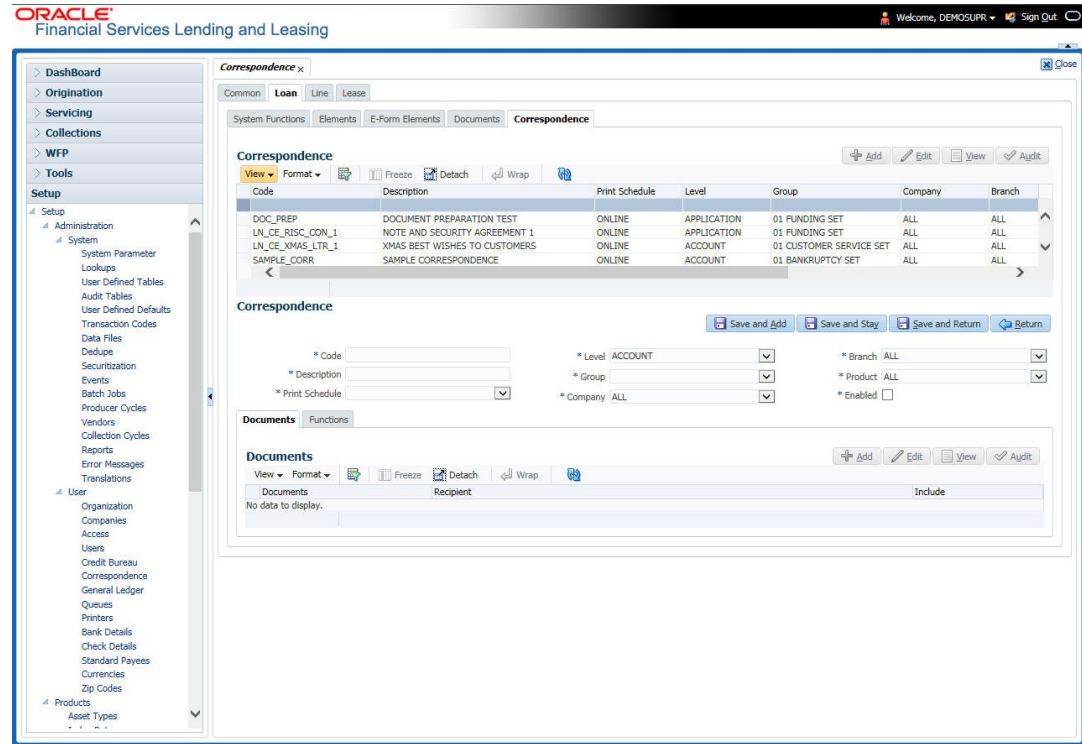 ORACLE
Financial Services Lending and Leasing
Welcome, DEMOSUPR
Sign Out
DashBoard
Origination
Servicing
Collections
WFP
Tools
Setup
Setup
Administration
System
System Parameter
Lookups
User Defined Tables
Audit Tables
User Defined Defaults
Transaction Codes
Data Files
Dedupe
Securitization
Events
Batch Jobs
Producer Cycles
Vendors
Collection Cycles
Reports
Error Messages
Translations
User
Organization
Companies
Access
Users
Credit Bureau
Correspondence
General Ledger
Queues
Printers
Bank Details
Check Details
Standard Payees
Currencies
Zip Codes
Products
Asset Types
Correspondence x
Close
Common Loan Line Lease
System Functions Elements E-Form Elements Documents Correspondence
Correspondence
Add Edit View Audit
View Format Freeze Detach Wrap
Code Description Print Schedule Level Group Company Branch
DOC_PREP DOCUMENT PREPARATION TEST ONLINE APPLICATION 01 FUNDING SET ALL ALL
LN_CE_RISC_CON_1 NOTE AND SECURITY AGREEMENT 1 ONLINE APPLICATION 01 FUNDING SET ALL ALL
LN_CE_XMAS_LTR_1 XMAS BEST WISHES TO CUSTOMERS ONLINE ACCOUNT 01 CUSTOMER SERVICE SET ALL ALL
SAMPLE_CORR SAMPLE CORRESPONDENCE ONLINE ACCOUNT 01 BANKRUPTCY SET ALL ALL
Correspondence
Save and Add Save and Stay Save and Return Return
* Code * Level ACCOUNT * Branch ALL
* Description * Group * Product ALL
* Print Schedule * Company ALL * Enabled
Documents Functions
Documents
Add Edit View Audit
View Format Freeze Detach Wrap
Documents Recipient Include
No data to display.